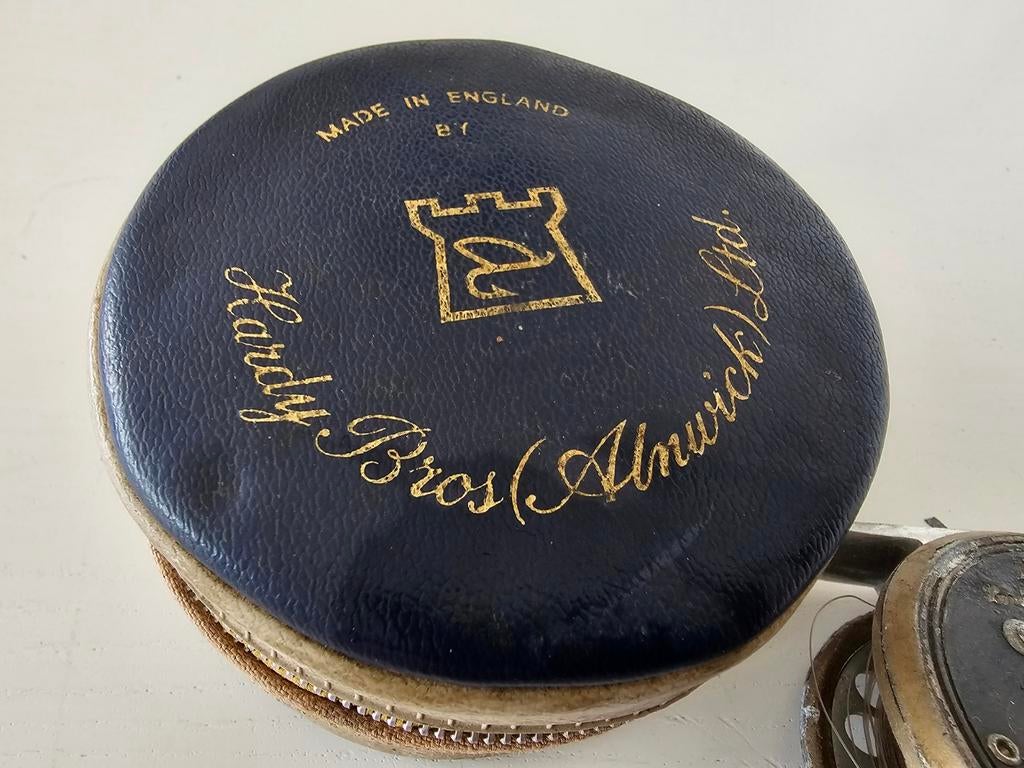 MADE IN ENGLAND
BY
Hardy Bros (Alnwick) Ltd.